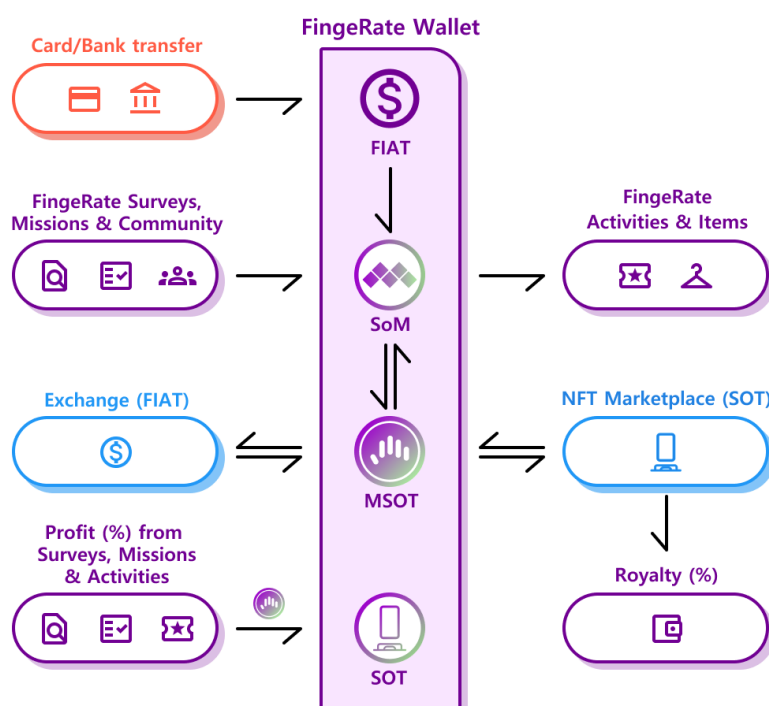 FingeRate Wallet
Card/Bank transfer
FIAT
FingeRate Surveys,
Missions & Community
SoM
FingeRate
Activities & Items
Exchange (FIAT)
MSOT
NFT Marketplace (SOT)
Profit (%) from
Surveys, Missions
& Activities
SOT
Royalty (%)